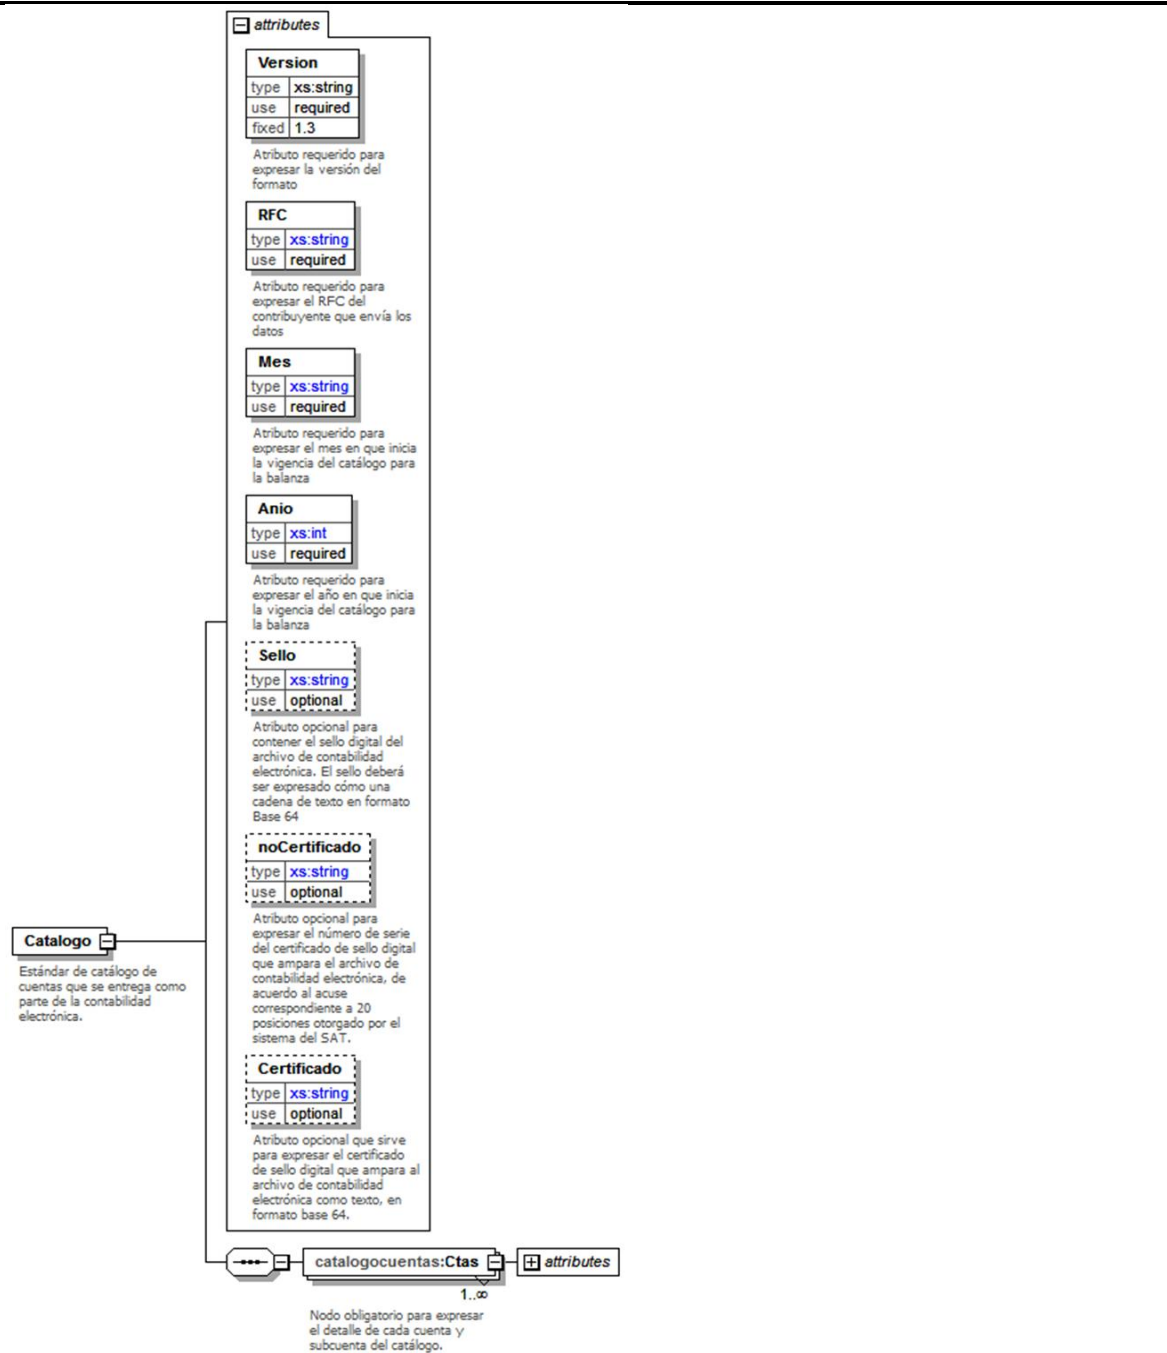 attributes
Version
type xs:string
use required
fixed 1.3
Atributo requerido para
expresar la versión del
formato
RFC
type xs:string
use required
Atributo requerido para
expresar el RFC del
contribuyente que envía los
datos
Mes
type xs:string
use required
Atributo requerido para
expresar el mes en que inicia
la vigencia del catálogo para
la balanza
Anio
type xs:int
use required
Atributo requerido para
expresar el año en que inicia
la vigencia del catálogo para
la balanza
Sello
type xs:string
use optional
Atributo opcional para
contener el sello digital del
archivo de contabilidad
electrónica. El sello deberá
ser expresado cómo una
cadena de texto en formato
Base 64
noCertificado
type xs:string
use optional
Atributo opcional para
expresar el número de serie
del certificado de sello digital
que ampara el archivo de
contabilidad electrónica, de
acuerdo al acuse
correspondiente a 20
posiciones otorgado por el
sistema del SAT.
Catalogo
Estándar de catálogo de
cuentas que se entrega como
parte de la contabilidad
electrónica.
Certificado
type xs:string
use optional
Atributo opcional que sirve
para expresar el certificado
de sello digital que ampara al
archivo de contabilidad
electrónica como texto, en
formato base 64.
catalogocuentas:Ctas
attributes
1..∞
Nodo obligatorio para expresar
el detalle de cada cuenta y
subcuenta del catálogo.